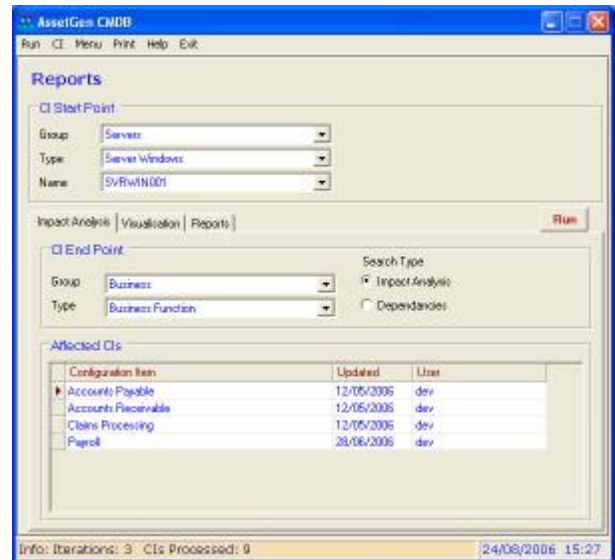 AssetGen CMDB
Run CI Menu Print Help Exit
Reports
CI Start Point
Group Servers
Type Server Windows
Name SVRWIN001
Impact Analysis Visualisation Reports Run
CI End Point
Search Type
Group Business Impact Analysis
Type Business Function Dependancies
Affected CIs
Configuration Item Updated User
Accounts Payable 12/05/2006 dev
Accounts Receivable 12/05/2006 dev
Claims Processing 12/05/2006 dev
Payroll 28/06/2006 dev
Info: Iterations: 3 CIs Processed: 9 24/08/2006 15:27